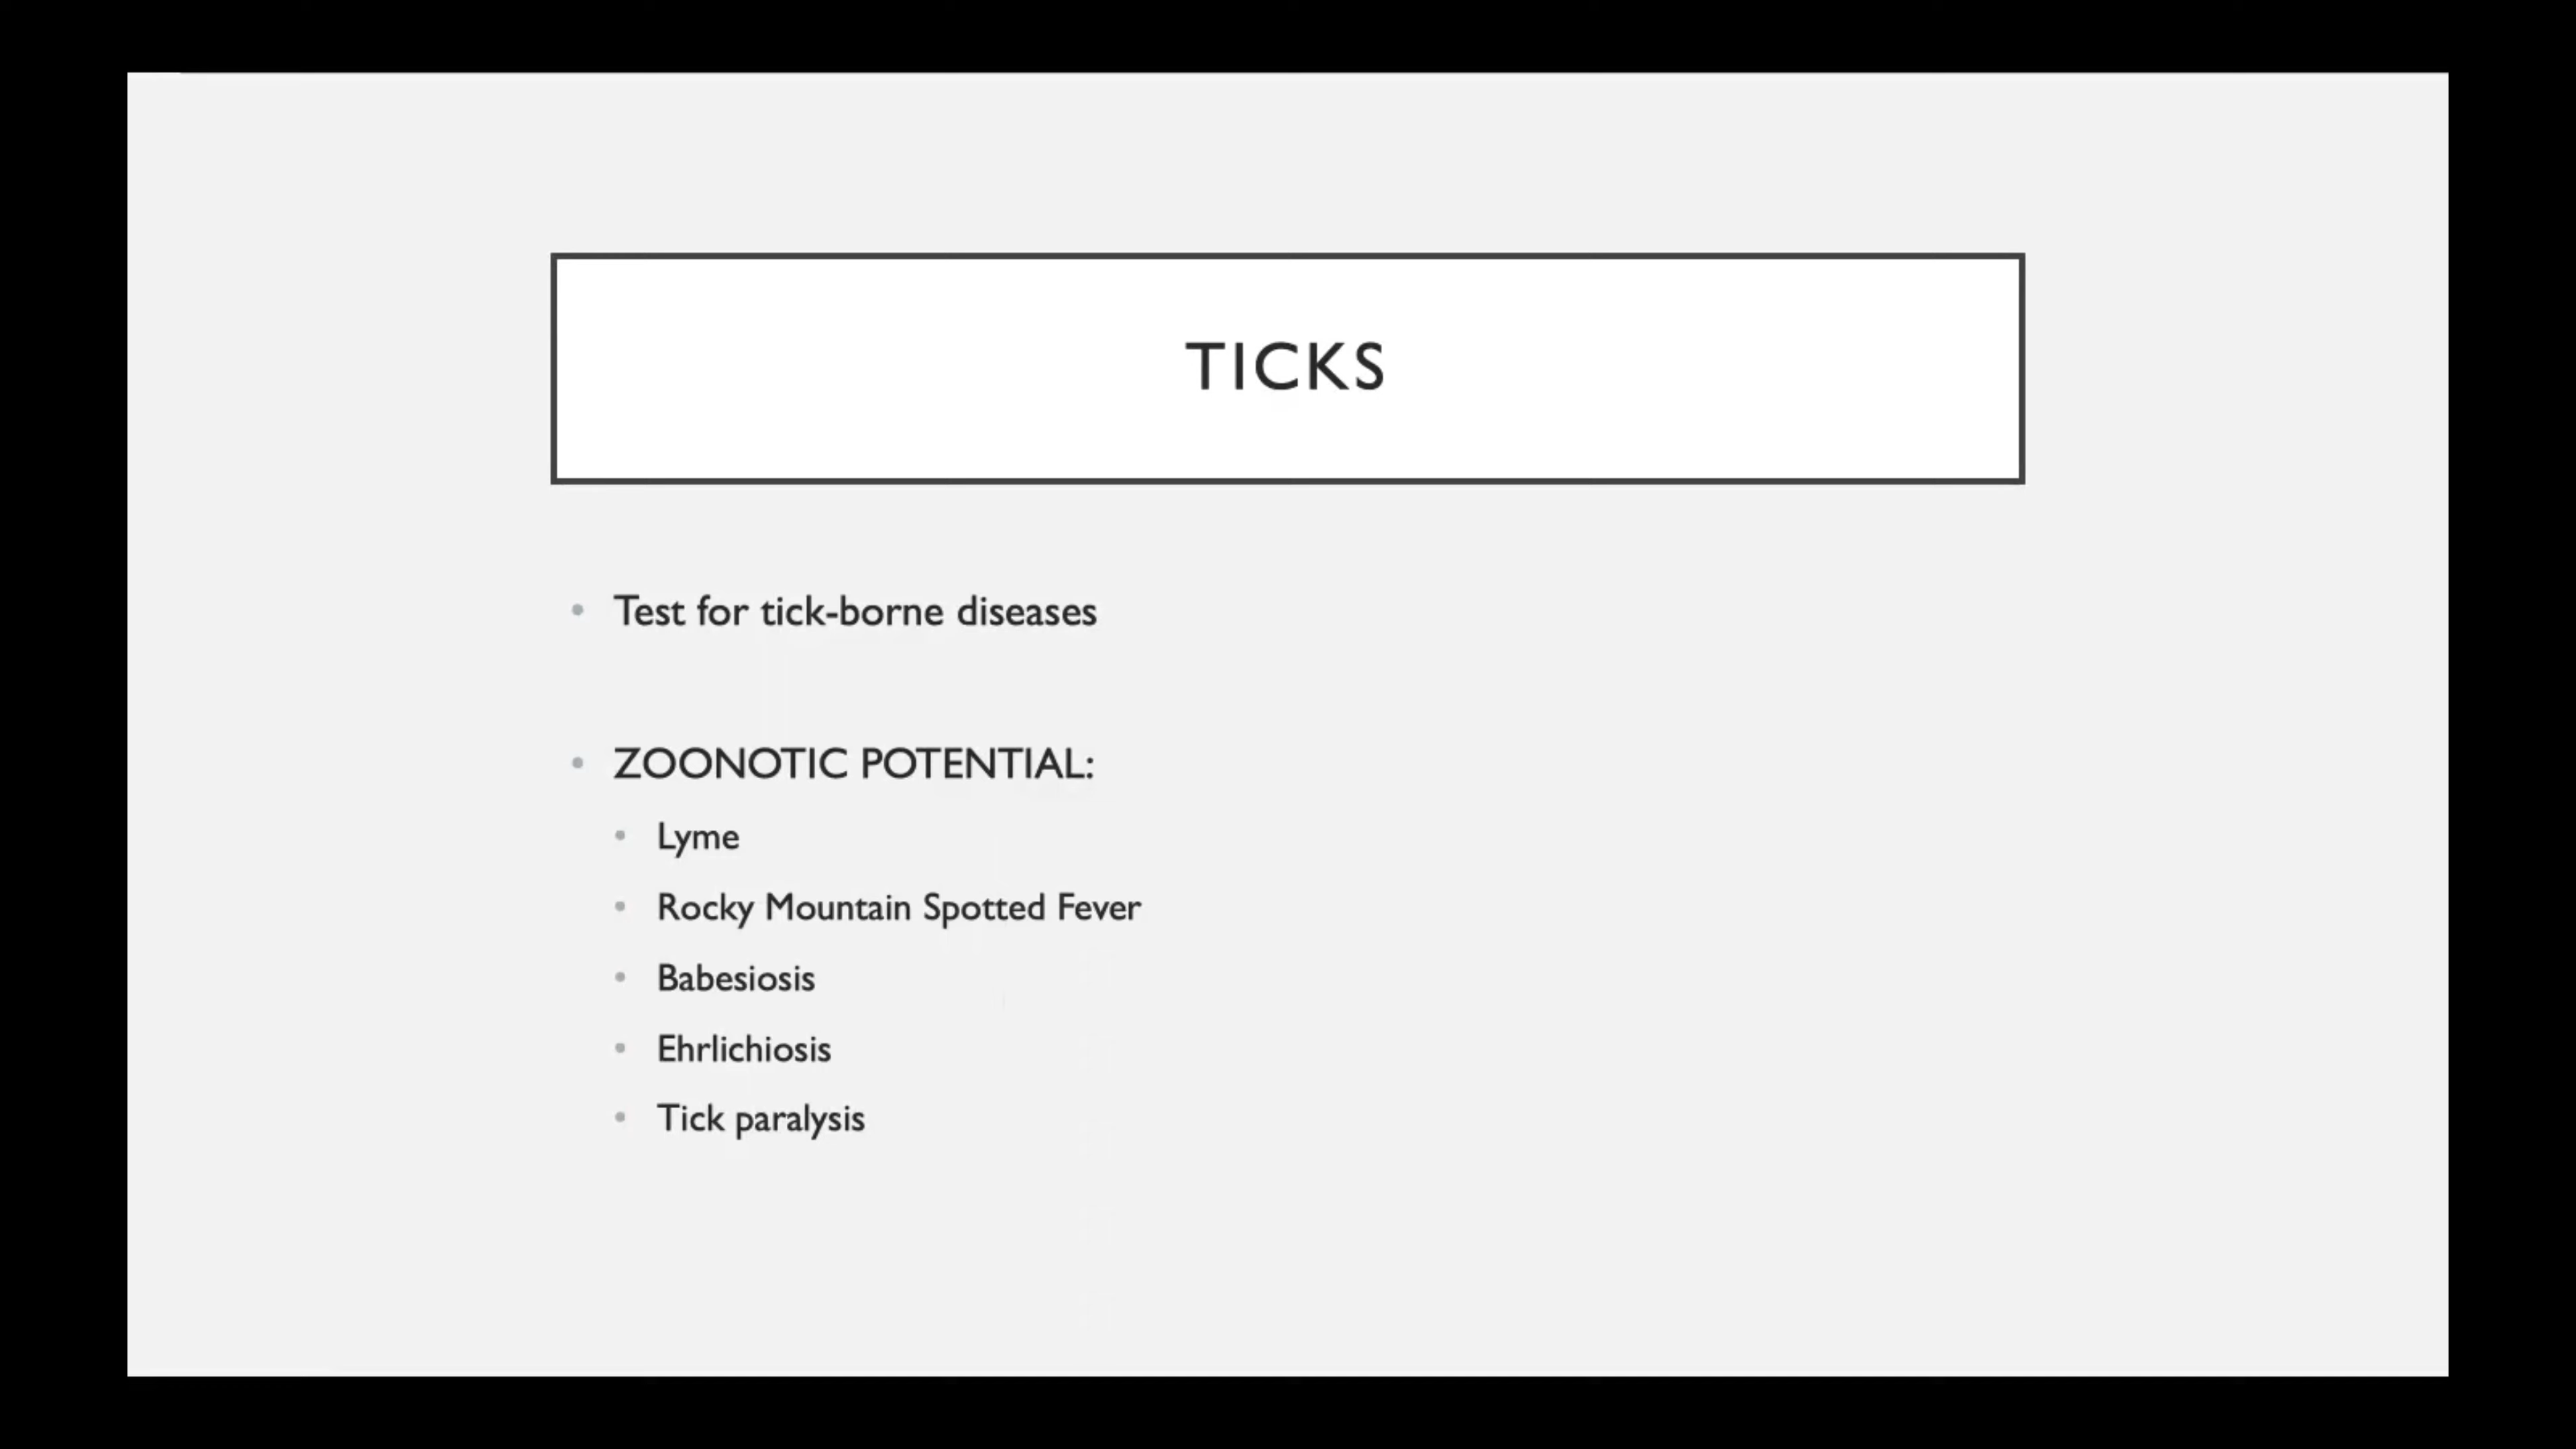 TICKS
Test for tick-borne diseases
ZOONOTIC POTENTIAL:
Lyme
Rocky Mountain Spotted Fever
Babesiosis
Ehrlichiosis
Tick paralysis